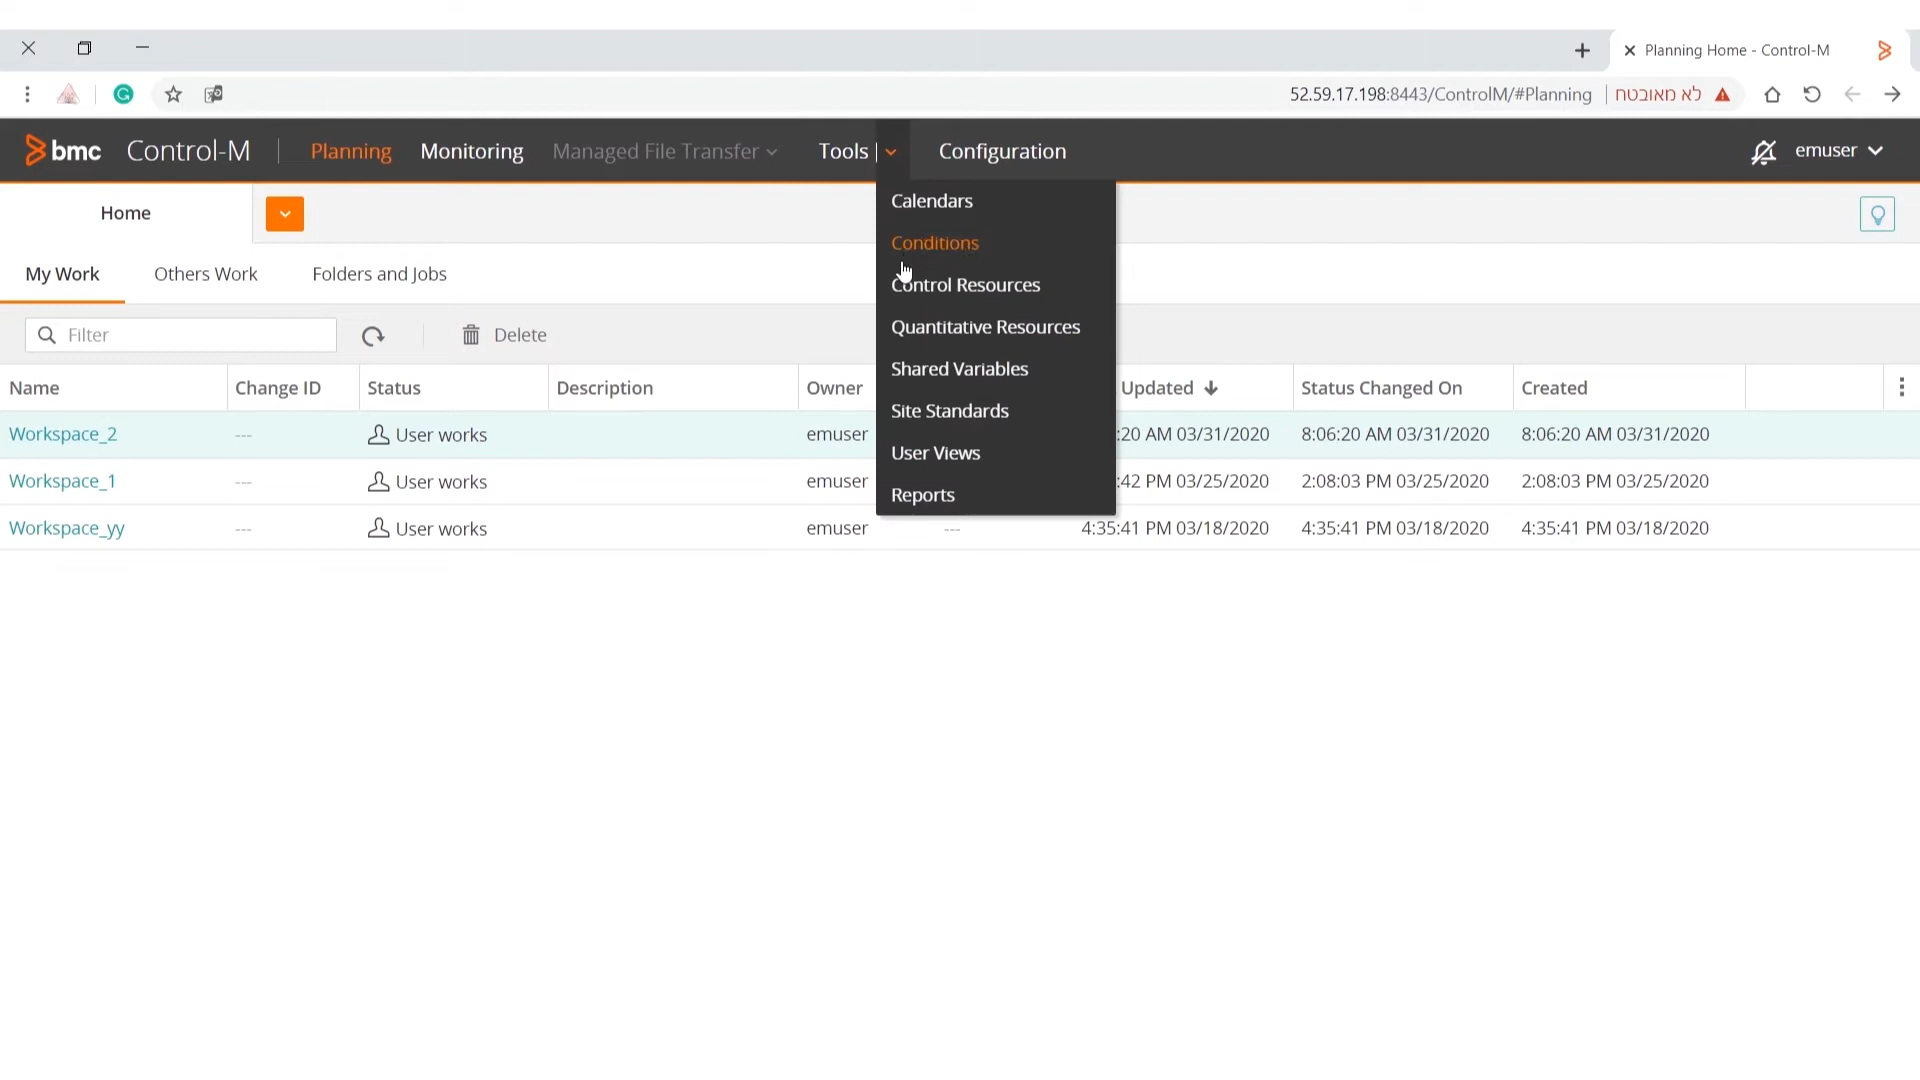 Planning Home - Control-M
52.59.17.198:8443/ControlM/#Planning לא מאובטח
bmc Control-M Planning Monitoring Managed File Transfer Tools Configuration emuser
Calendars
Conditions
Control Resources
Quantitative Resources
Shared Variables
Site Standards
User Views
Reports
Home
My Work Others Work Folders and Jobs
Filter Delete
Name Change ID Status Description Owner Updated Status Changed On Created
Workspace_2 --- User works emuser :20 AM 03/31/2020 8:06:20 AM 03/31/2020 8:06:20 AM 03/31/2020
Workspace_1 --- User works emuser :42 PM 03/25/2020 2:08:03 PM 03/25/2020 2:08:03 PM 03/25/2020
Workspace_yy --- User works emuser --- 4:35:41 PM 03/18/2020 4:35:41 PM 03/18/2020 4:35:41 PM 03/18/2020